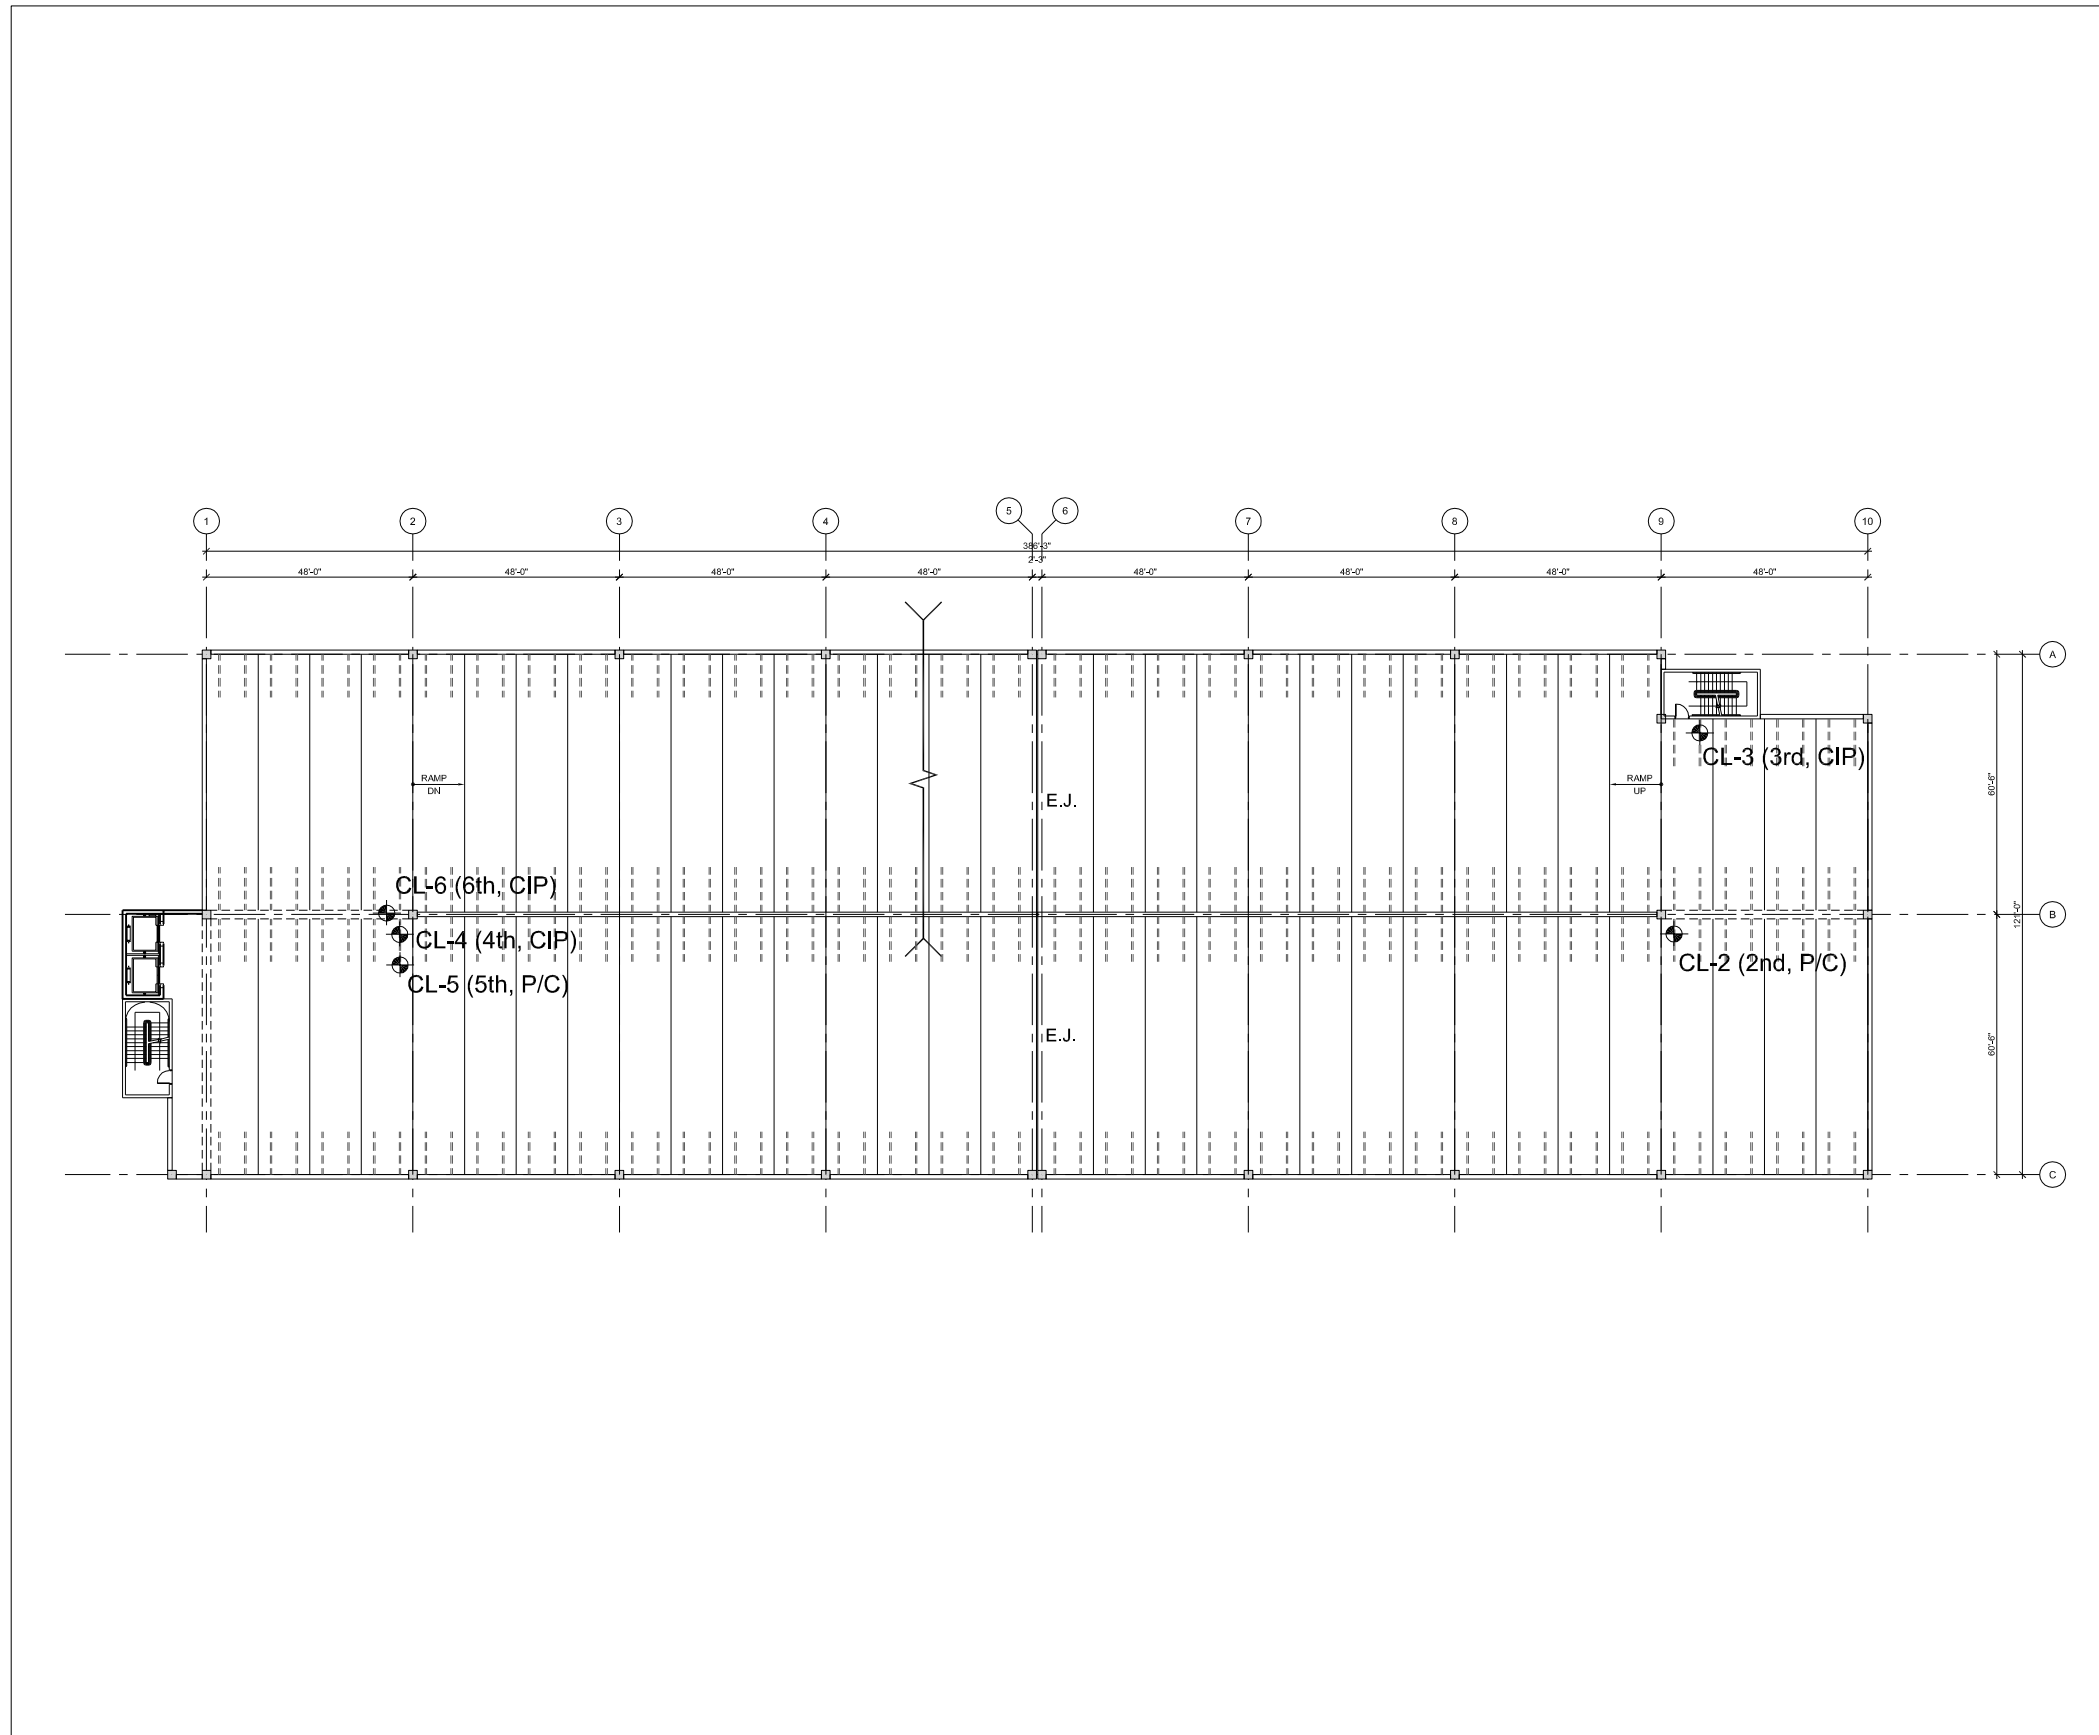 1 2 3 4 5 6 7 8 9 10
386'-3"
2'-3"
48'-0" 48'-0" 48'-0" 48'-0" 48'-0" 48'-0" 48'-0" 48'-0"
A
CL-3 (3rd, CIP)
RAMP
DN
RAMP
UP
60'-6"
E.J.
CL-6 (6th, CIP)
B
121'-0"
CL-4 (4th, CIP)
CL-2 (2nd, P/C)
CL-5 (5th, P/C)
E.J.
60'-6"
C